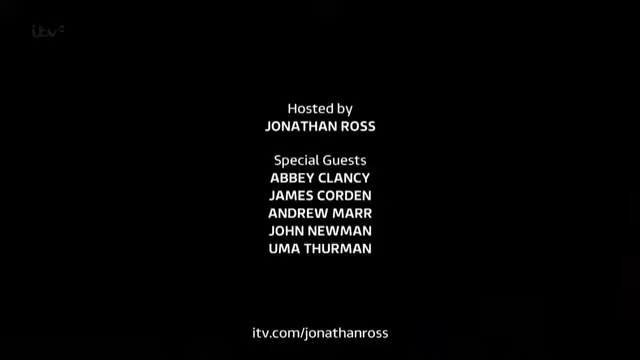 itv
Hosted by
JONATHAN ROSS
Special Guests
ABBEY CLANCY
JAMES CORDEN
ANDREW MARR
JOHN NEWMAN
UMA THURMAN
itv.com/jonathanross